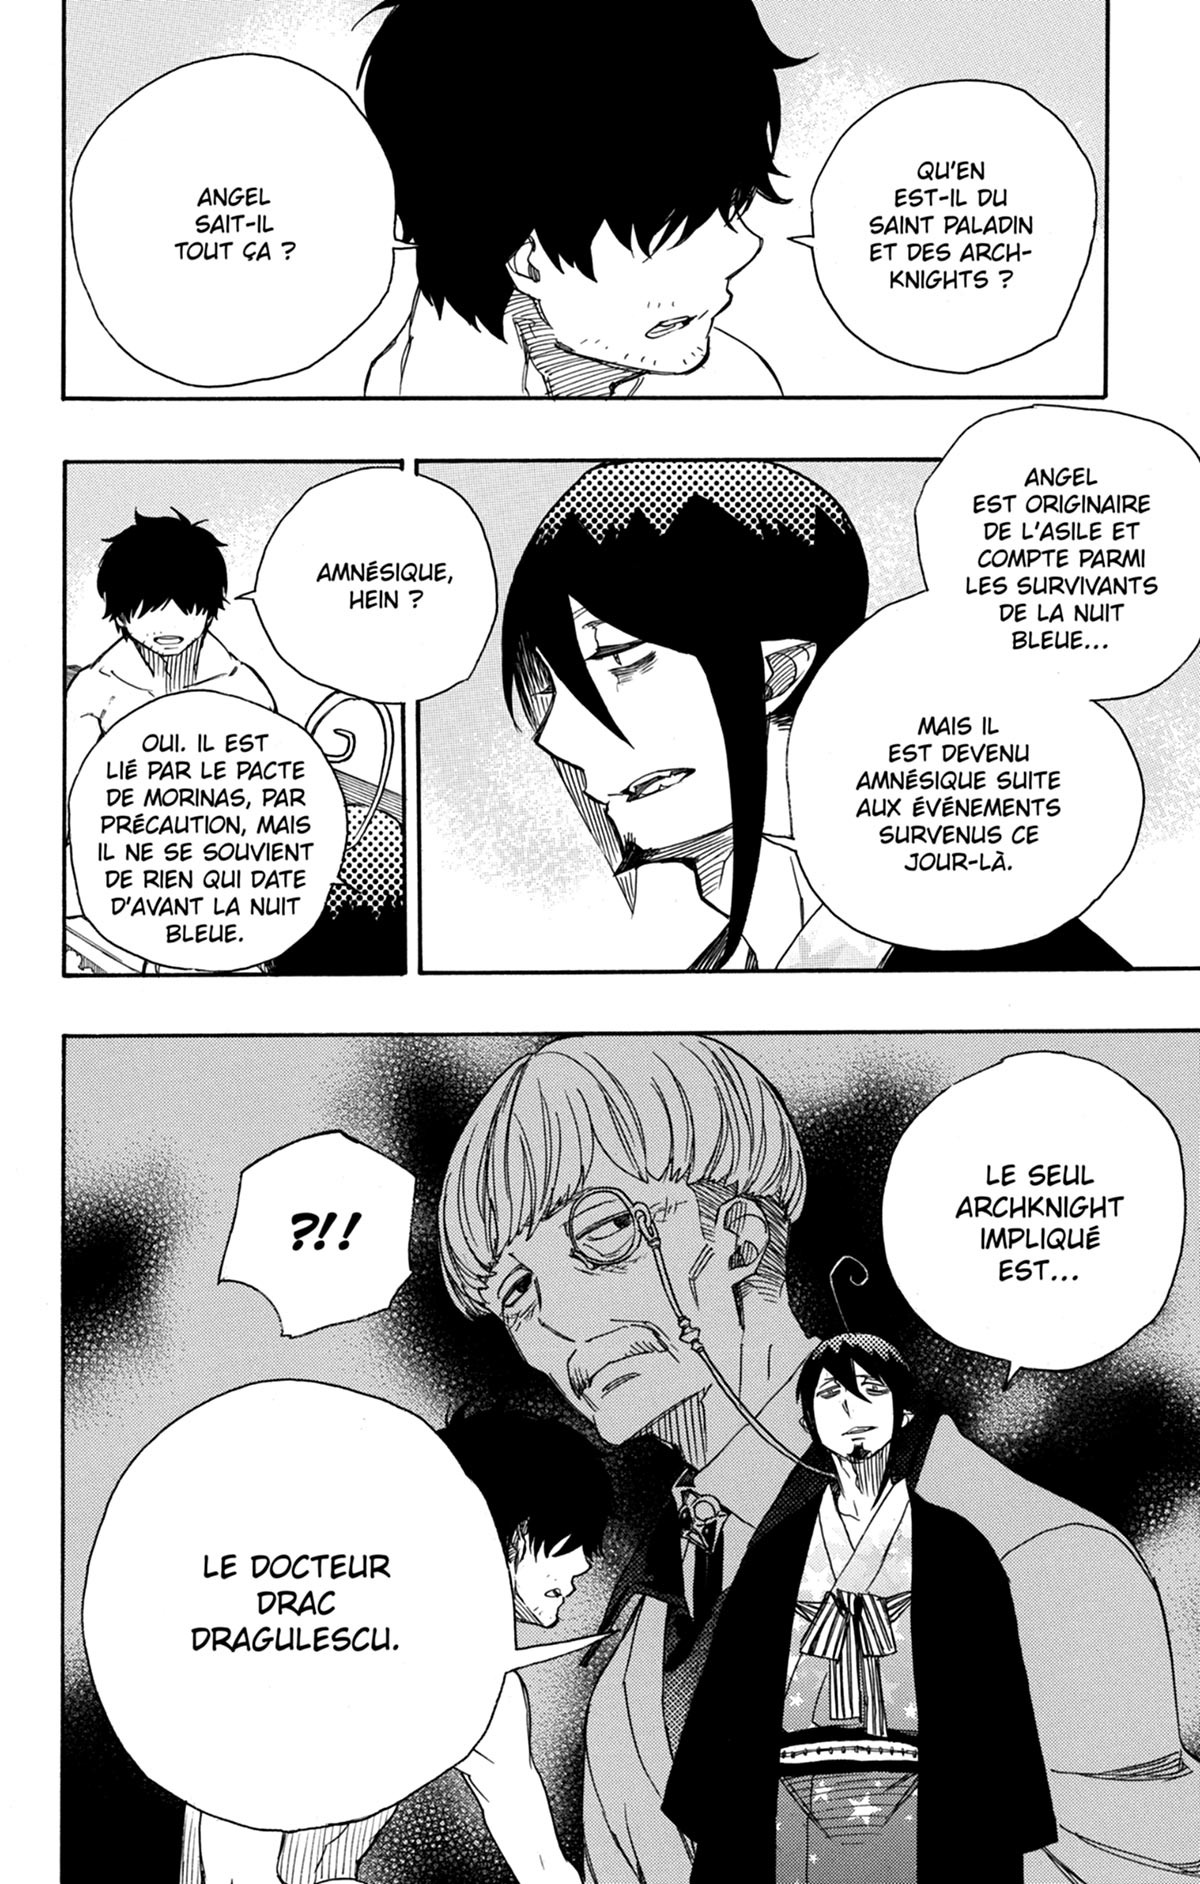 QU'EN
EST-IL DU
SAINT PALADIN
ET DES ARCH-
KNIGHTS ?
ANGEL
SAIT-IL
TOUT ÇA ?
ANGEL
EST ORIGINAIRE
DE L'ASILE ET
COMPTE PARMI
LES SURVIVANTS
DE LA NUIT
BLEUE...
MAIS IL
EST DEVENU
AMNÉSIQUE SUITE
AUX ÉVÉNEMENTS
SURVENUS CE
JOUR-LÀ.
AMNÉSIQUE,
HEIN ?
OUI. IL EST
LIÉ PAR LE PACTE
DE MORINAS, PAR
PRÉCAUTION, MAIS
IL NE SE SOUVIENT
DE RIEN QUI DATE
D'AVANT LA NUIT
BLEUE.
LE SEUL
ARCHKNIGHT
IMPLIQUÉ
EST...
?!!
LE DOCTEUR
DRAC
DRAGULESCU.